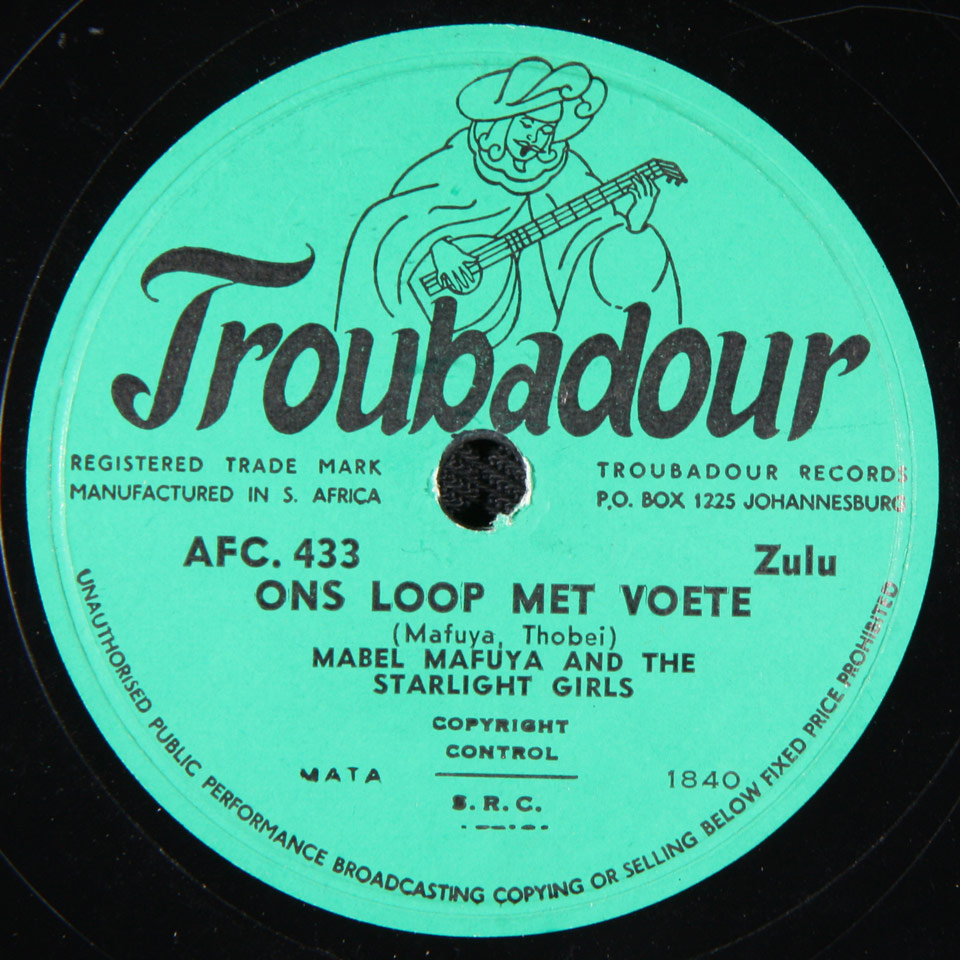 Troubadour
REGISTERED TRADE MARK
MANUFACTURED IN S. AFRICA
TROUBADOUR RECORDS
P.O. BOX 1225 JOHANNESBURG
AFC. 433
Zulu
ONS LOOP MET VOETE
(Mafuya, Thobei)
MABEL MAFUYA AND THE
STARLIGHT GIRLS
COPYRIGHT
CONTROL
MATA
1840
S. R. C.
UNAUTHORISED PUBLIC PERFORMANCE BROADCASTING COPYING OR SELLING BELOW FIXED PRICE PROHIBITED